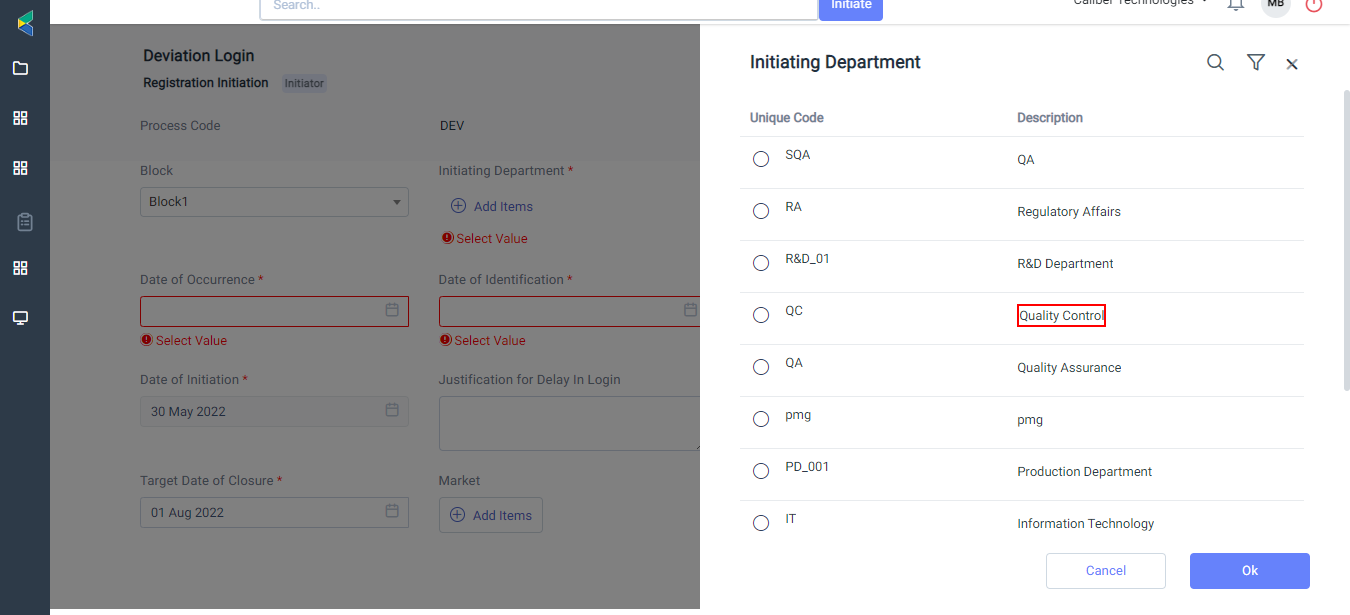 Search..
Initiate
Caliber Technologies
MB
Deviation Login
Registration Initiation Initiator
Process Code DEV
Block
Block1
Initiating Department *
Add Items
Select Value
Date of Occurrence *
Select Value
Date of Identification *
Select Value
Date of Initiation *
30 May 2022
Justification for Delay In Login
Target Date of Closure *
01 Aug 2022
Market
Add Items
Initiating Department
Unique Code Description
SQA QA
RA Regulatory Affairs
R&D_01 R&D Department
QC Quality Control
QA Quality Assurance
pmg pmg
PD_001 Production Department
IT Information Technology
Cancel Ok